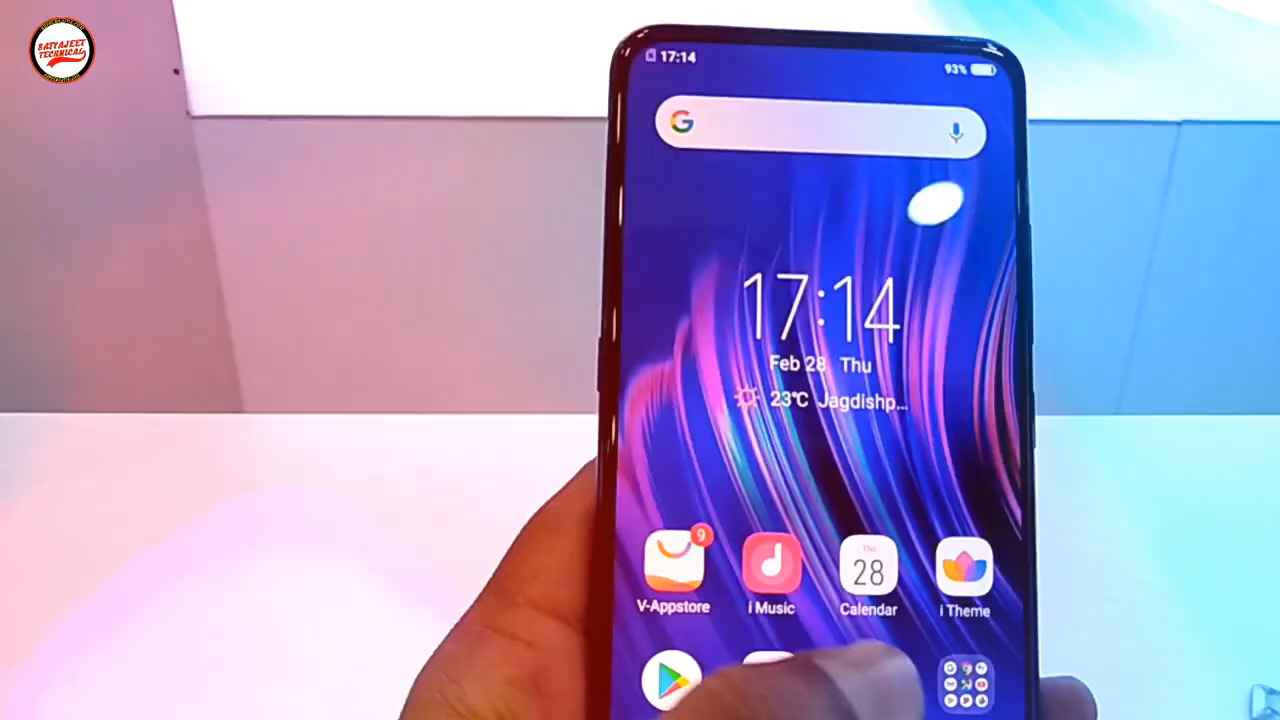 SATYAJEET
TECHNICAL
17:14
93%
17:14
Feb 28 Thu
23℃ Jagdishp...
9
Thu
28
V-Appstore
i Music
Calendar
i Theme